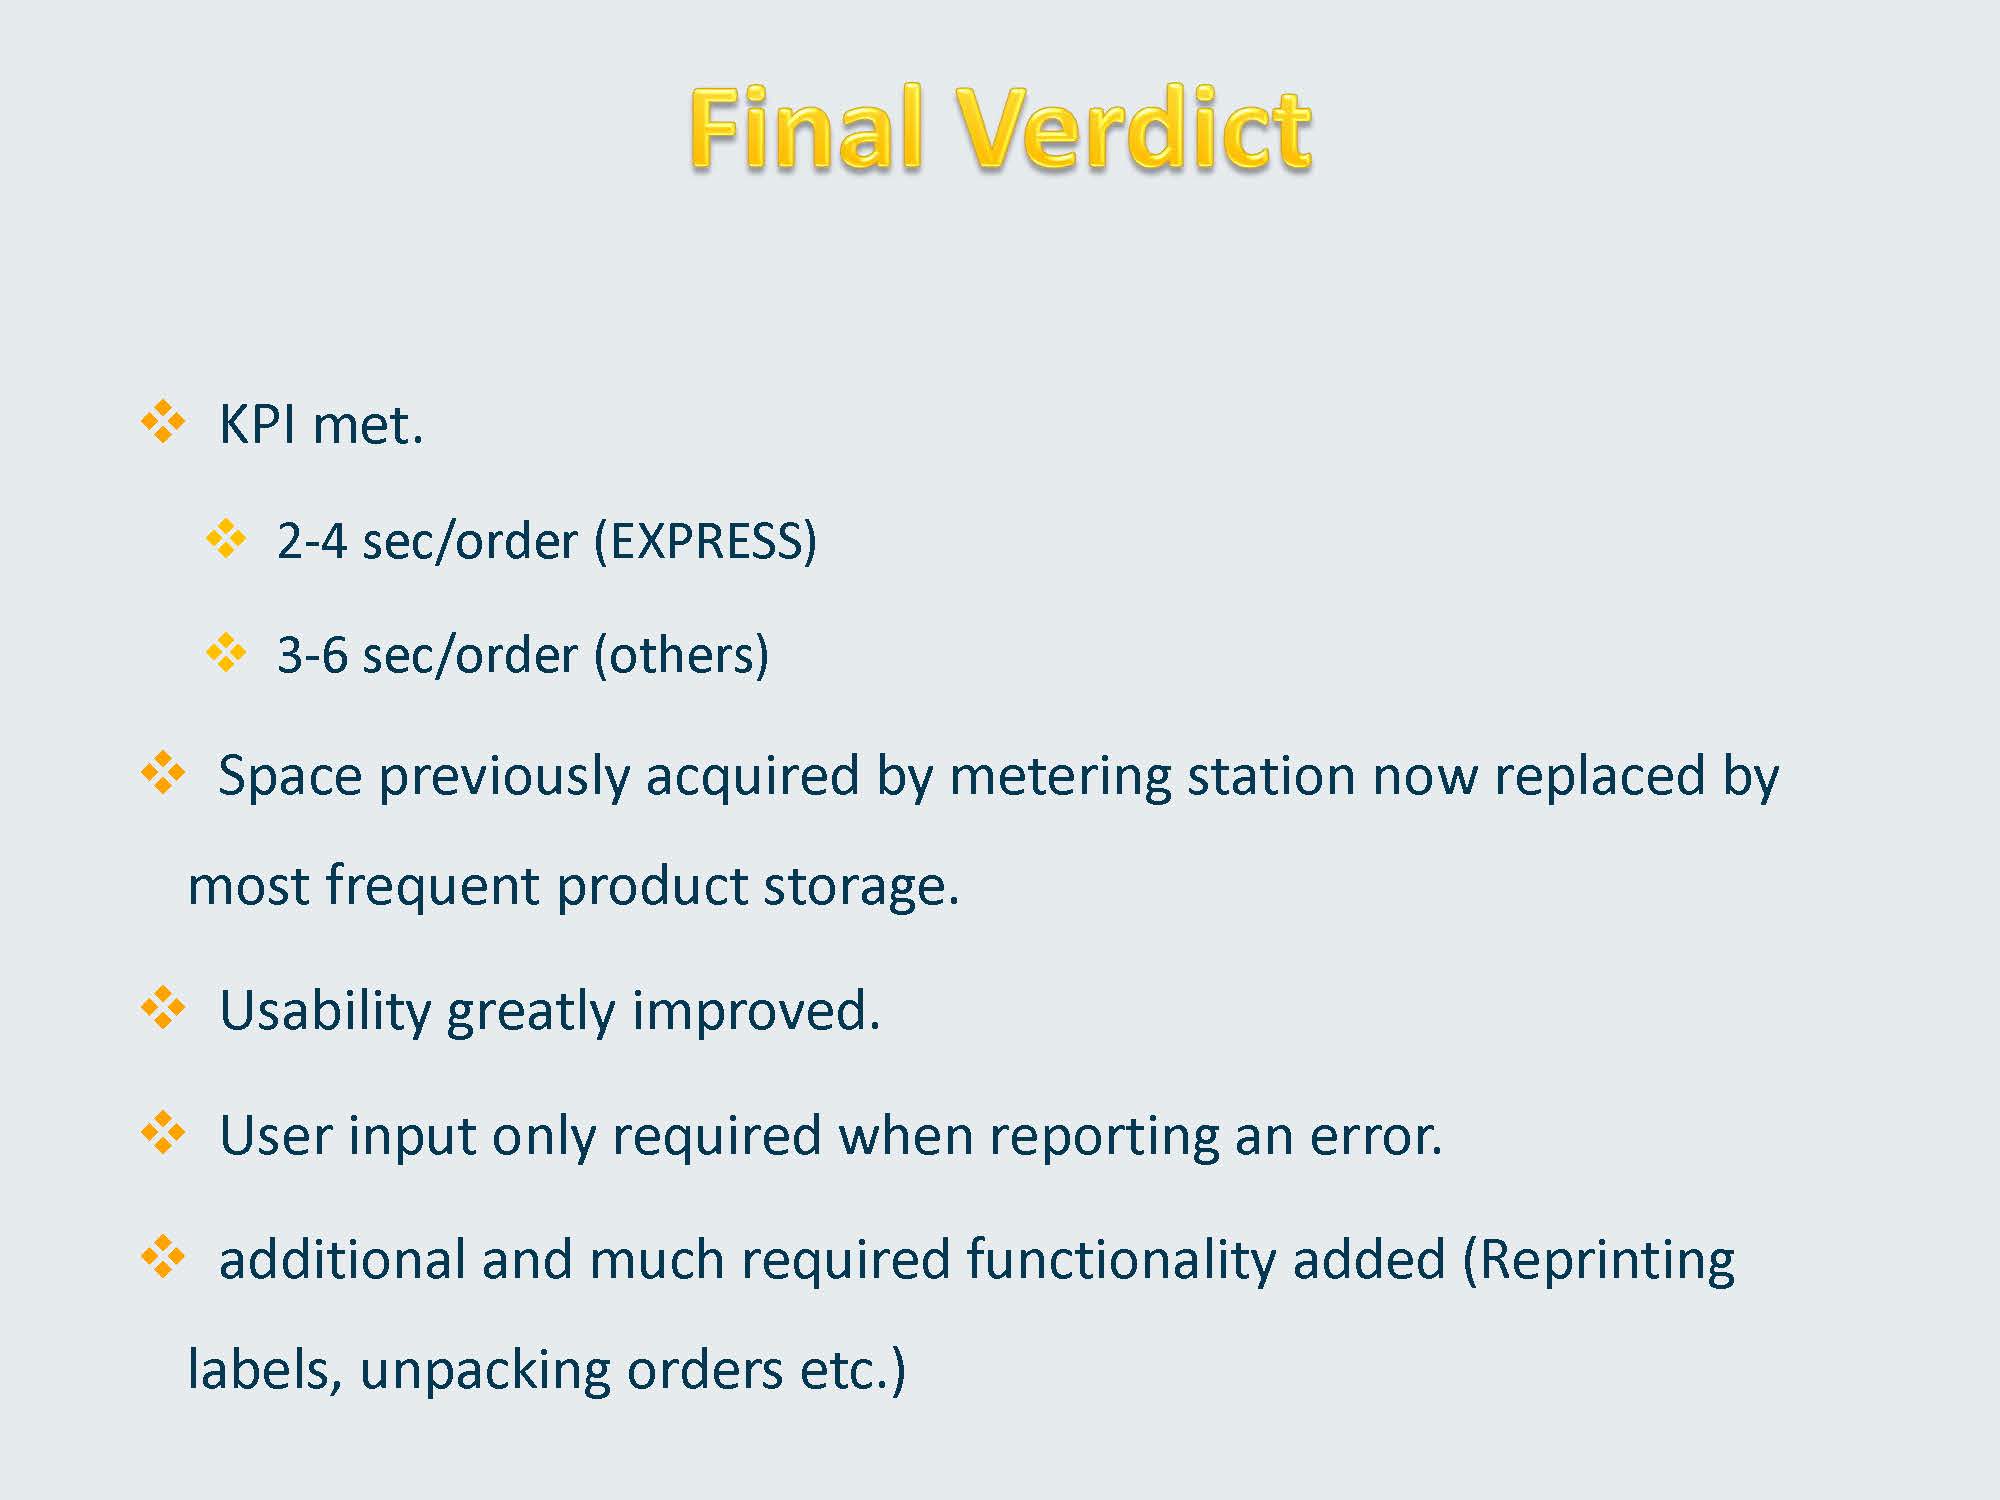 Final Verdict
❖ KPI met.
❖ 2-4 sec/order (EXPRESS)
❖ 3-6 sec/order (others)
❖ Space previously acquired by metering station now replaced by
most frequent product storage.
❖ Usability greatly improved.
❖ User input only required when reporting an error.
❖ additional and much required functionality added (Reprinting
labels, unpacking orders etc.)